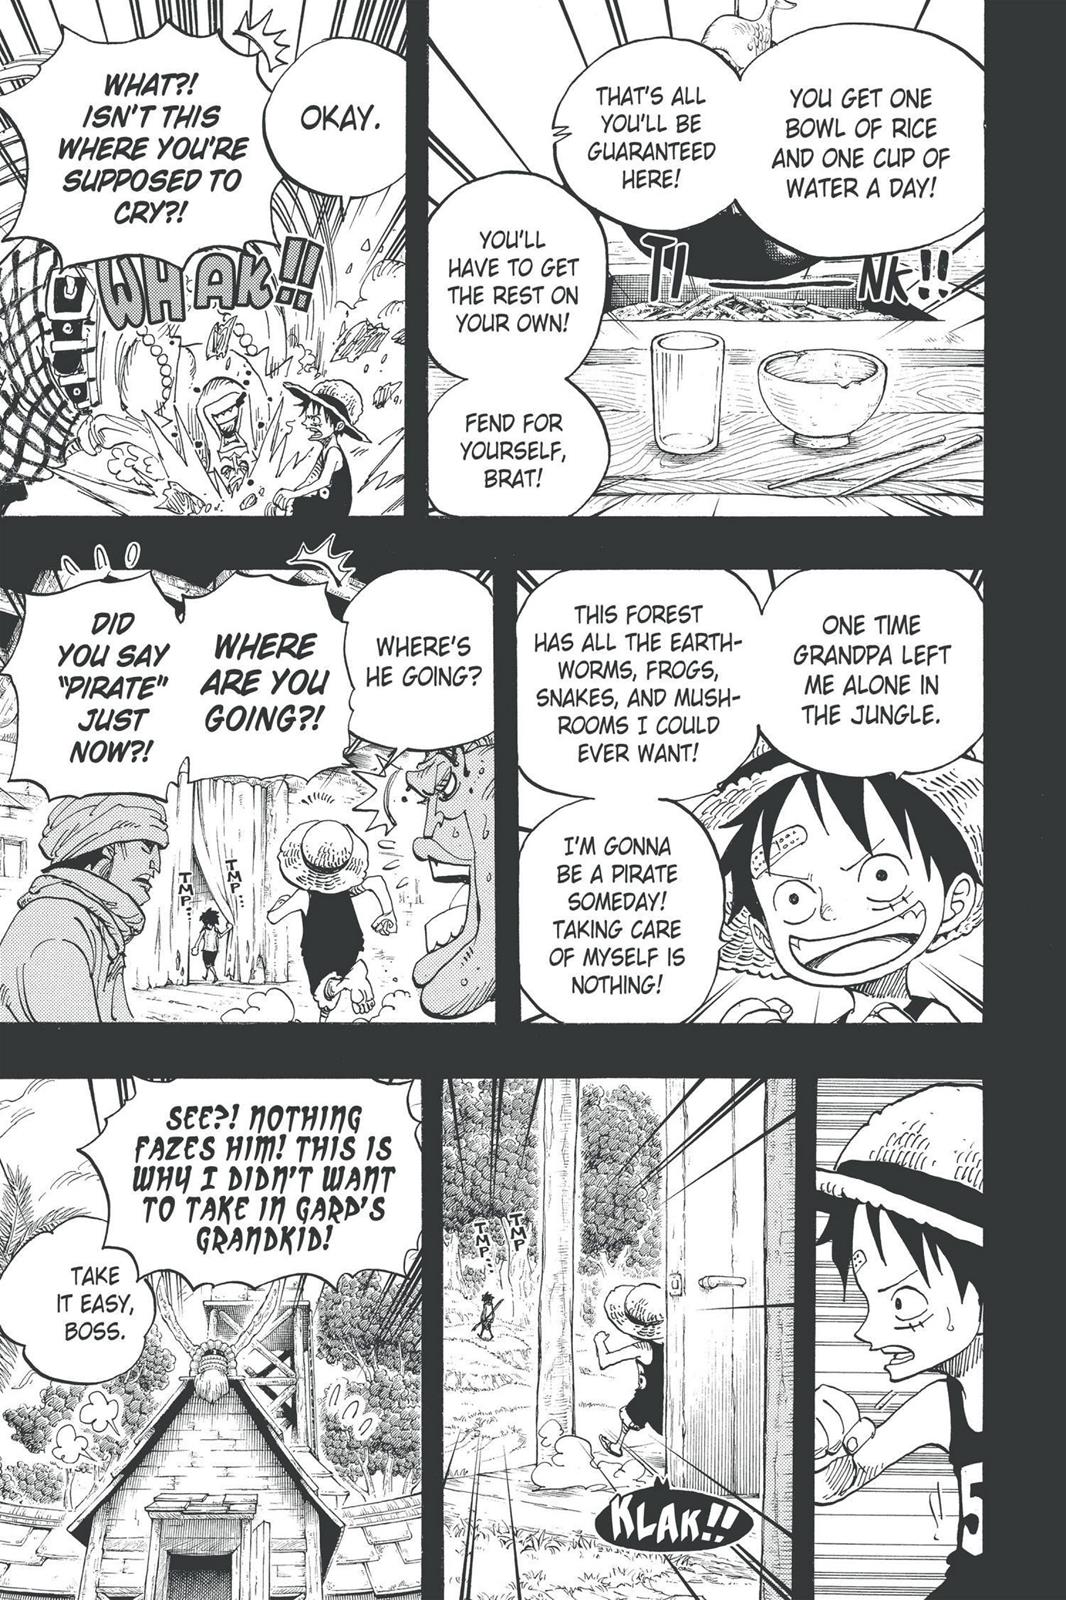 YOU GET ONE
BOWL OF RICE
AND ONE CUP OF
WATER A DAY!
THAT'S ALL
YOU'LL BE
GUARANTEED
HERE!
YOU'LL
HAVE TO GET
THE REST ON
YOUR OWN!
FEND FOR
YOURSELF,
BRAT!
TINK!!
OKAY.
WHAT?!
ISN'T THIS
WHERE YOU'RE
SUPPOSED TO
CRY?!
WHAK!!
ONE TIME
GRANDPA LEFT
ME ALONE IN
THE JUNGLE.
THIS FOREST
HAS ALL THE EARTH-
WORMS, FROGS,
SNAKES, AND MUSH-
ROOMS I COULD
EVER WANT!
I'M GONNA
BE A PIRATE
SOMEDAY!
TAKING CARE
OF MYSELF IS
NOTHING!
WHERE'S
HE GOING?
WHERE
ARE YOU
GOING?!
DID
YOU SAY
"PIRATE"
JUST
NOW?!
TMP
TMP...
5
TMP
TMP...
KLAK!!
SEE?! NOTHING
FAZES HIM! THIS IS
WHY I DIDN'T WANT
TO TAKE IN GARP'S
GRANDKID!
TAKE
IT EASY,
BOSS.